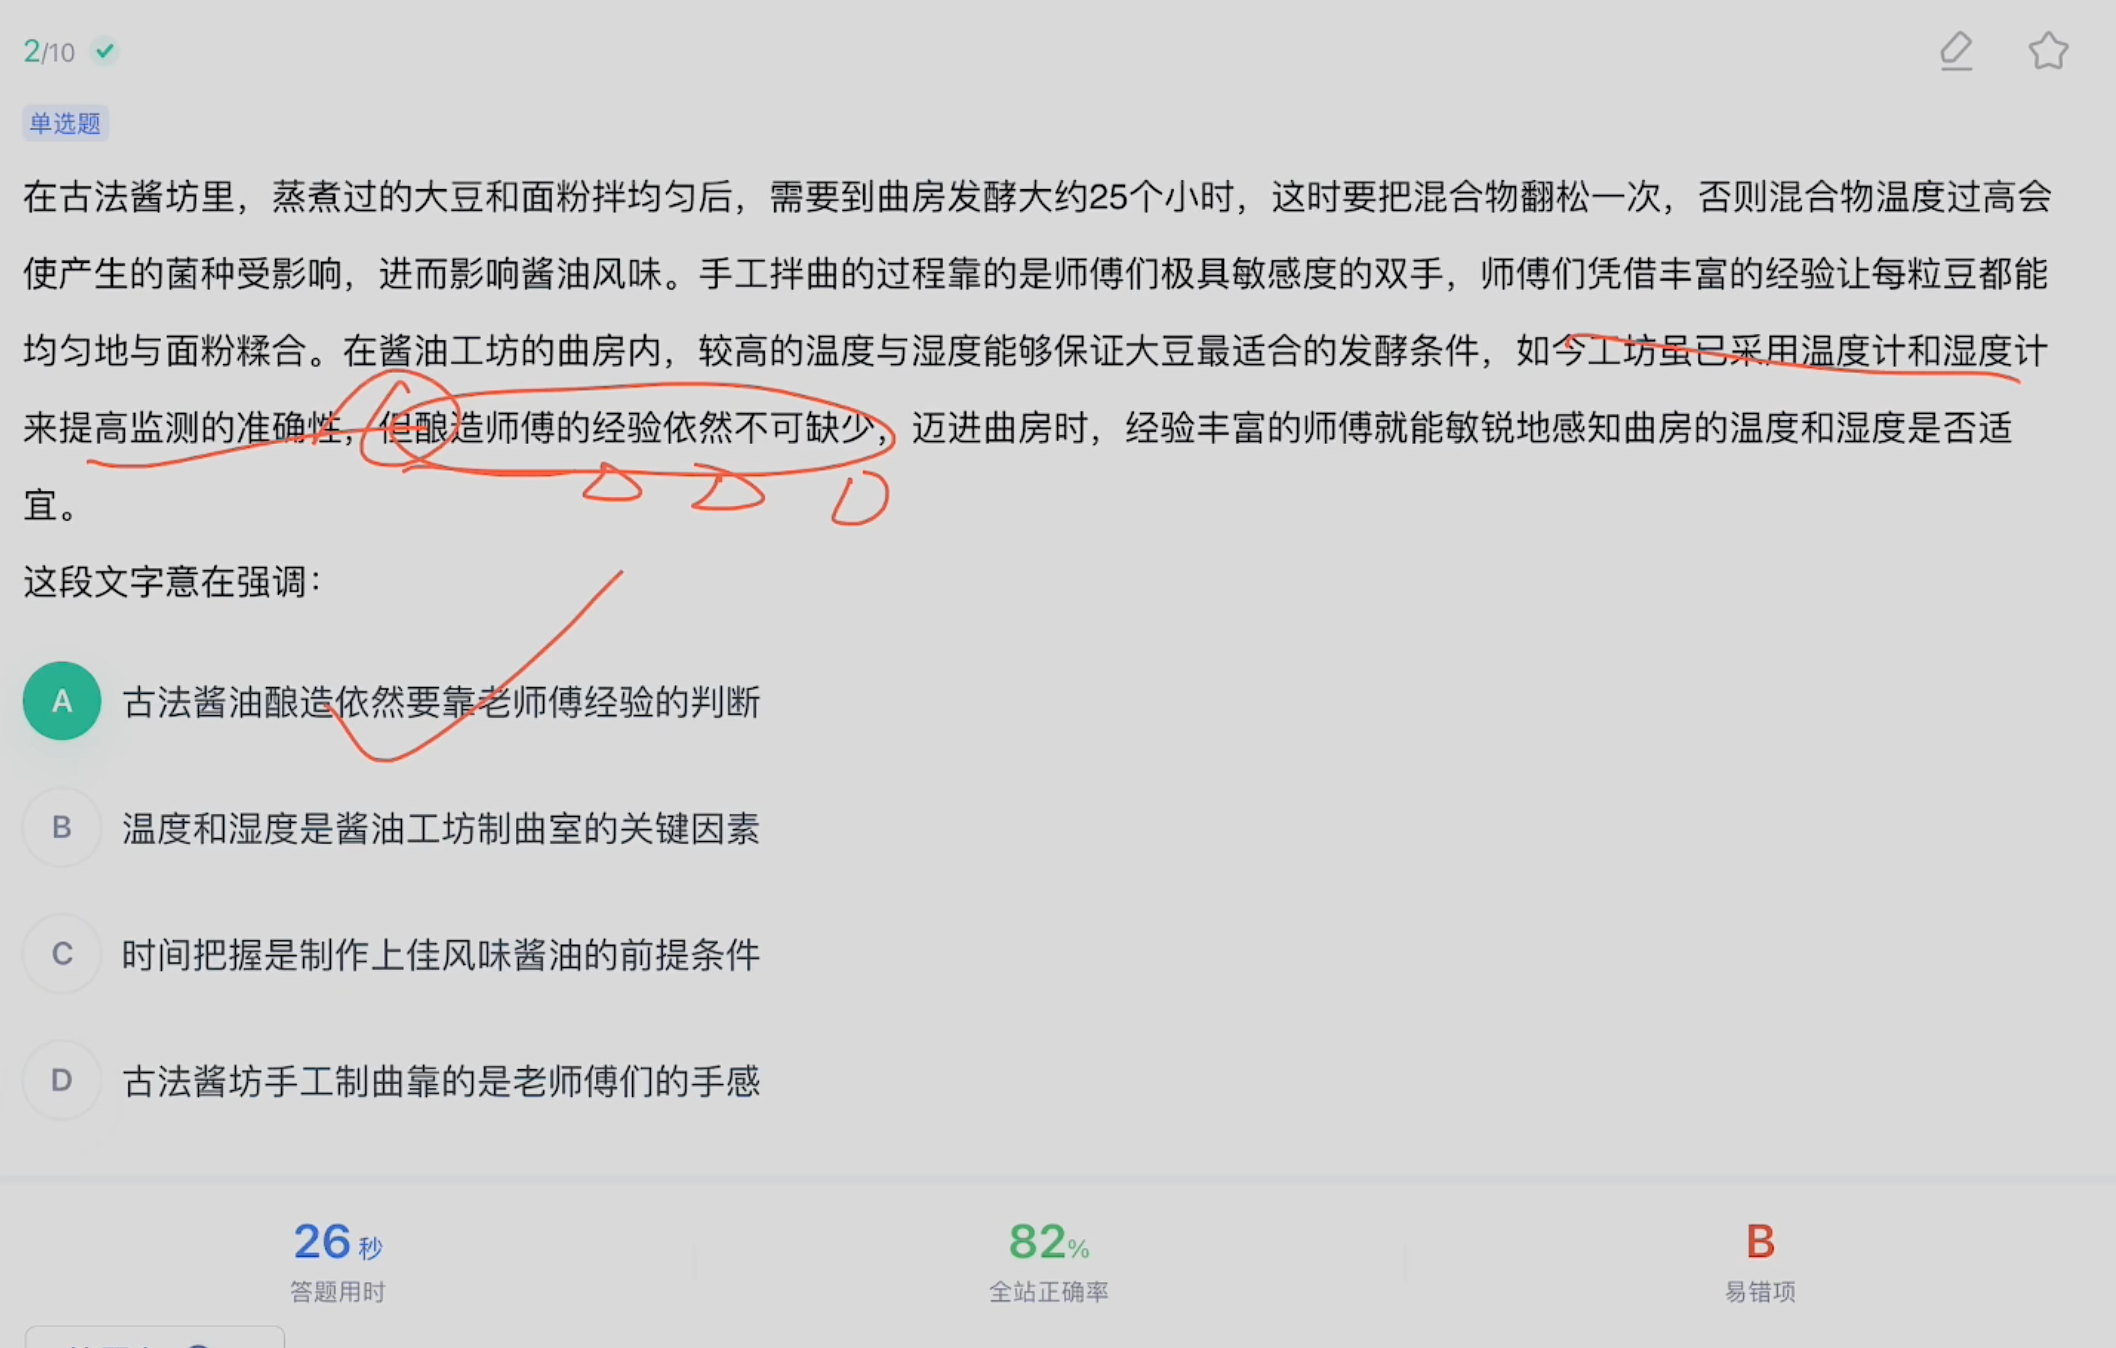 2/10
单选题
在古法酱坊里，蒸煮过的大豆和面粉拌均匀后，需要到曲房发酵大约25个小时，这时要把混合物翻松一次，否则混合物温度过高会
使产生的菌种受影响，进而影响酱油风味。手工拌曲的过程靠的是师傅们极具敏感度的双手，师傅们凭借丰富的经验让每粒豆都能
均匀地与面粉糅合。在酱油工坊的曲房内，较高的温度与湿度能够保证大豆最适合的发酵条件，如今工坊虽已采用温度计和湿度计
来提高监测的准确性，但酿造师傅的经验依然不可缺少，迈进曲房时，经验丰富的师傅就能敏锐地感知曲房的温度和湿度是否适
宜。
这段文字意在强调：
A 古法酱油酿造依然要靠老师傅经验的判断
B 温度和湿度是酱油工坊制曲室的关键因素
C 时间把握是制作上佳风味酱油的前提条件
D 古法酱坊手工制曲靠的是老师傅们的手感
26秒 82% B
答题用时 全站正确率 易错项